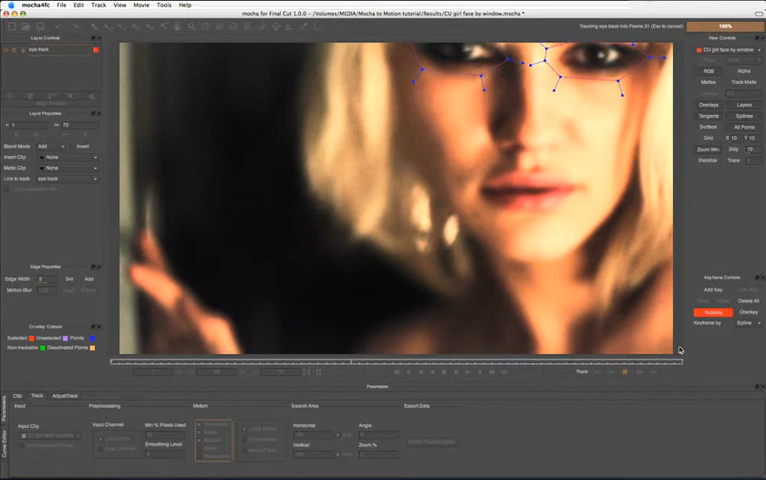 mocha4fc File Edit View Movie Tools Help
mocha for Final Cut 1.0.0 - /Volumes/MEDIA/Mocha to Motion tutorial/Results/CU girl face by window.mocha *
Tracking eye track into Frame 51 (Esc to cancel)
100%
Layer Controls
eye track
Layer Properties
Blend Mode Add Invert
Insert Clip None
Matte Clip None
Link to track eye track
Edge Properties
Edge Width 3 Set Add
Motion Blur
Overlay Colours
Selected Unselected Points
Non-trackable Deactivated Points
View Controls
CU girl face by window
RGB Alpha
Mattes Track Matte
Overlays Layers
Tangents Splines
Surface All Points
Grid X 10 Y 10
Zoom Win Skip 10
Stabilize Trace
Keyframe Controls
Add Key
Delete All
Autokey Uberkey
Keyframe by Spline
Track
Parameters
Clip Track AdjustTrack
Input Preprocessing Motion Search Area Export Data
Input Clip
Input Channel
Min % Pixels Used
Smoothing Level
Horizontal
Vertical
Angle
Zoom %
Parameters
Curve Editor